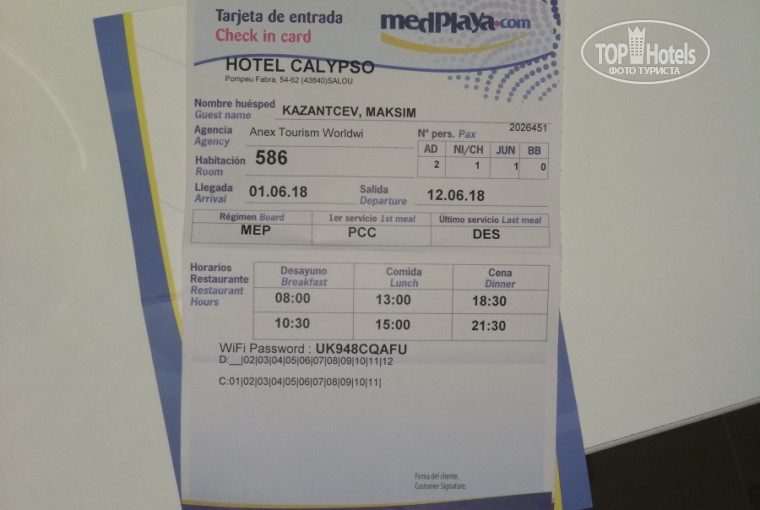 Tarjeta de entrada
Check in card
medPlaya.com
HOTEL CALYPSO
Pompeu Fabra, 54-62 (43840)SALOU
TOP Hotels
ФОТО ТУРИСТА
Nombre huésped
Guest name
KAZANTCEV, MAKSIM
2026451
Agencia
Agency
Anex Tourism Worldwi
N° pers. Pax
AD NI/CH JUN BB
2 1 1 0
Habitación
Room
586
Llegada
Arrival
01.06.18
Salida
Departure
12.06.18
Régimen Board 1er servicio 1st meal Último servicio Last meal
MEP PCC DES
Horarios
Restaurante
Restaurant
Hours
Desayuno Comida Cena
Breakfast Lunch Dinner
08:00 13:00 18:30
10:30 15:00 21:30
WiFi Password : UK948CQAFU
D:__|02|03|04|05|06|07|08|09|10|11|12
C:01|02|03|04|05|06|07|08|09|10|11|
Firma del cliente,
Customer Signature,